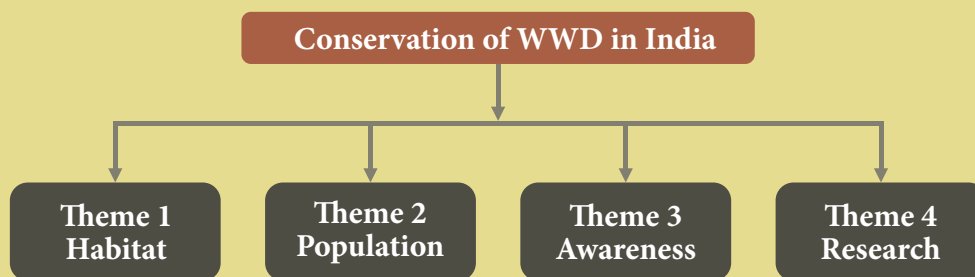 Conservation of WWD in India
Theme 1
Habitat
Theme 2
Population
Theme 3
Awareness
Theme 4
Research